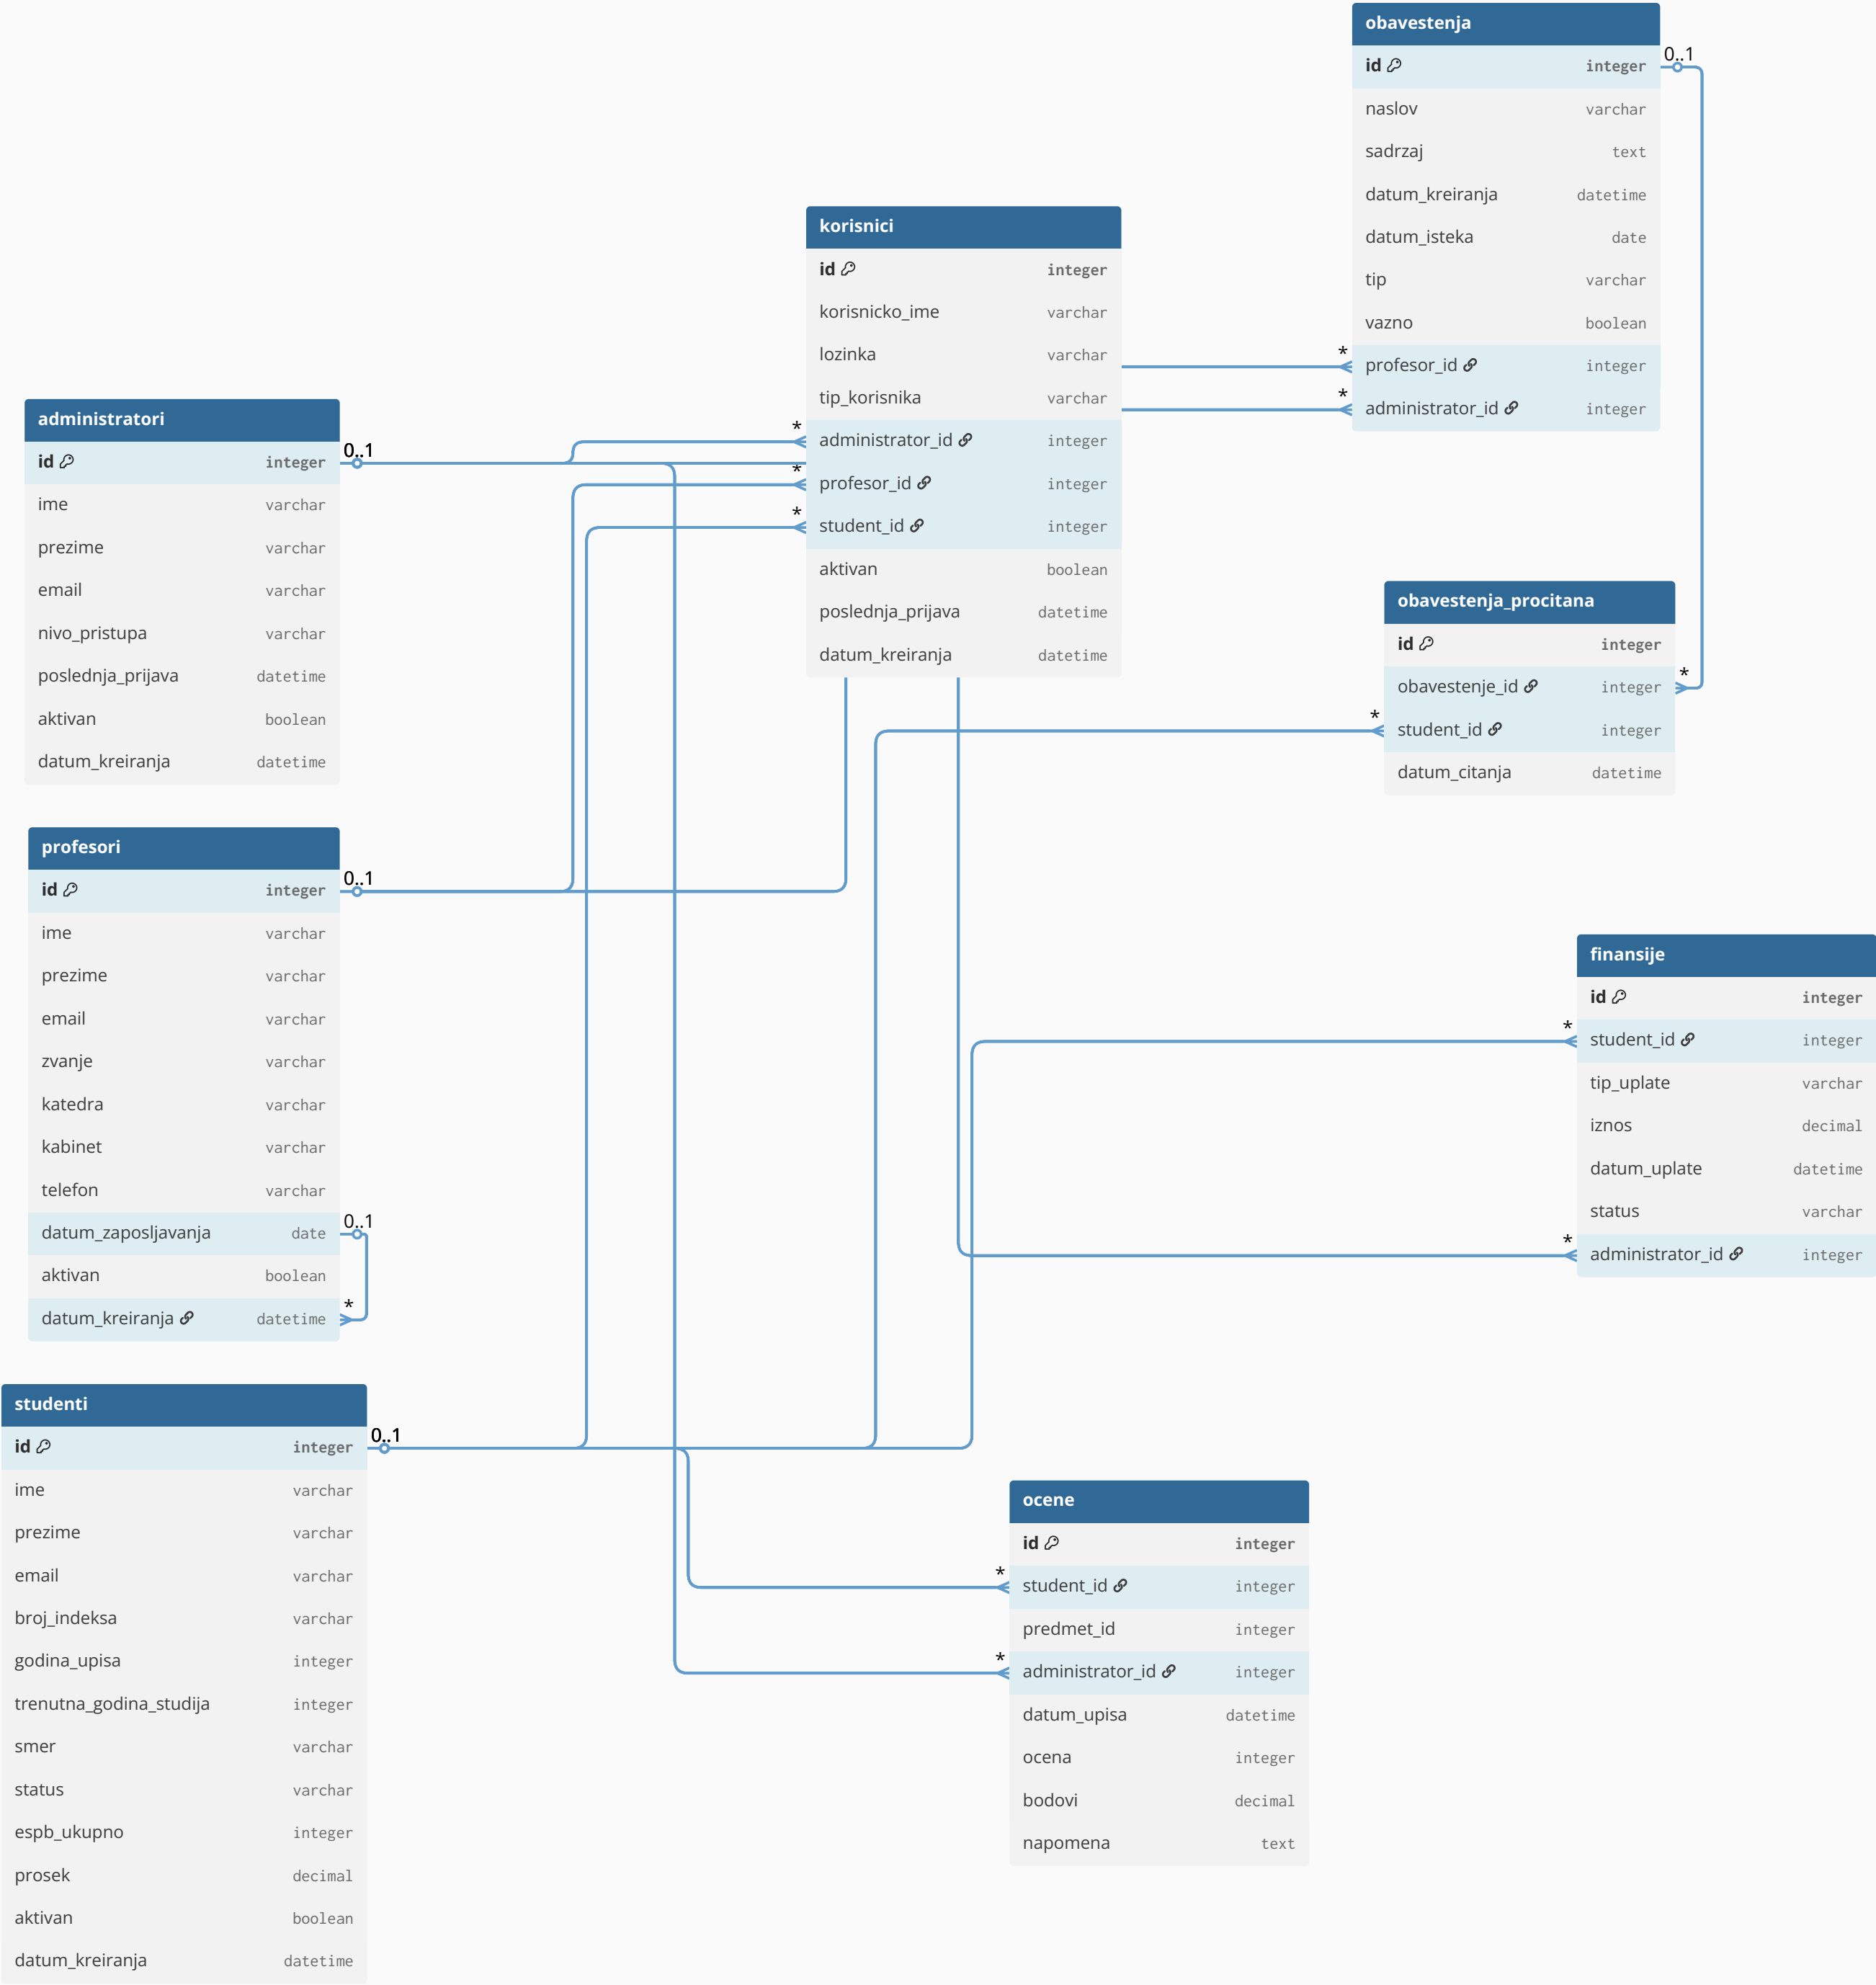 obavestenja
id integer
naslov varchar
sadrzaj text
datum_kreiranja datetime
datum_isteka date
tip varchar
vazno boolean
profesor_id integer
administrator_id integer
0..1
*
*
korisnici
id integer
korisnicko_ime varchar
lozinka varchar
tip_korisnika varchar
administrator_id integer
profesor_id integer
student_id integer
aktivan boolean
poslednja_prijava datetime
datum_kreiranja datetime
*
*
*
administratori
id integer
ime varchar
prezime varchar
email varchar
nivo_pristupa varchar
poslednja_prijava datetime
aktivan boolean
datum_kreiranja datetime
0..1
obavestenja_procitana
id integer
obavestenje_id integer
student_id integer
datum_citanja datetime
*
*
profesori
id integer
ime varchar
prezime varchar
email varchar
zvanje varchar
katedra varchar
kabinet varchar
telefon varchar
datum_zaposljavanja date
aktivan boolean
datum_kreiranja datetime
0..1
0..1
*
finansije
id integer
student_id integer
tip_uplate varchar
iznos decimal
datum_uplate datetime
status varchar
administrator_id integer
*
*
studenti
id integer
ime varchar
prezime varchar
email varchar
broj_indeksa varchar
godina_upisa integer
trenutna_godina_studija integer
smer varchar
status varchar
espb_ukupno integer
prosek decimal
aktivan boolean
datum_kreiranja datetime
0..1
ocene
id integer
student_id integer
predmet_id integer
administrator_id integer
datum_upisa datetime
ocena integer
bodovi decimal
napomena text
*
*